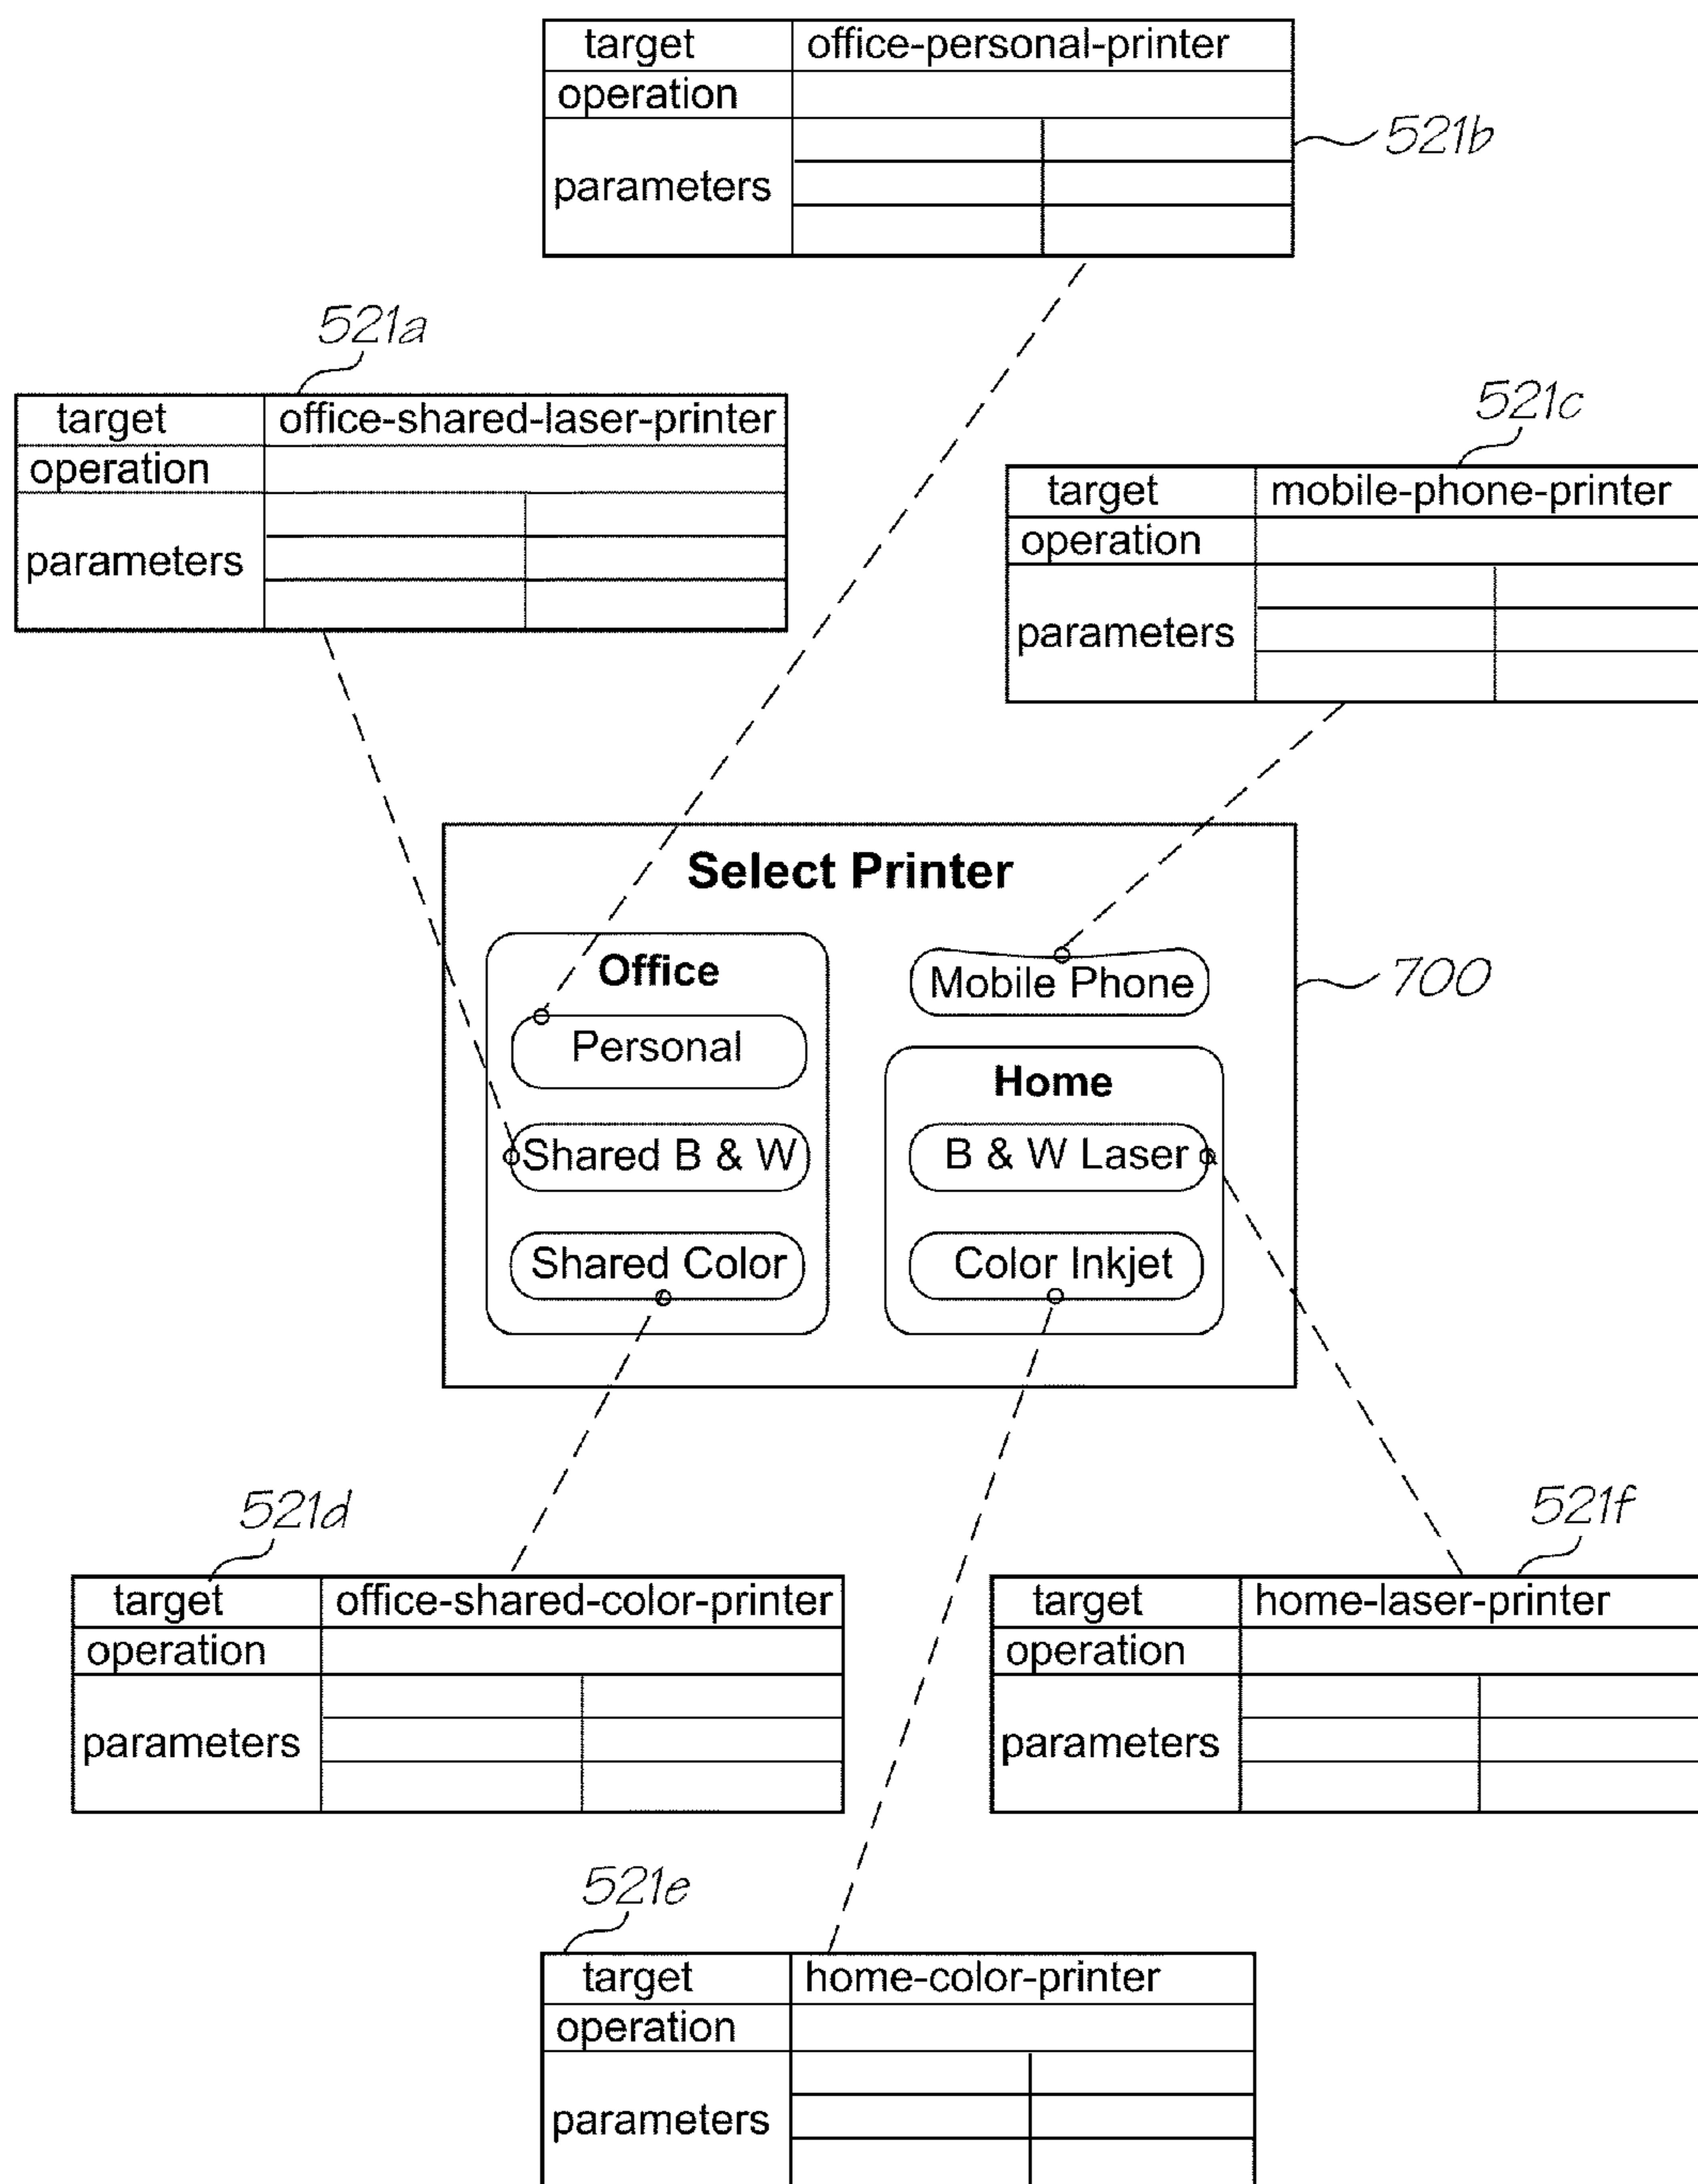 target office-personal-printer
operation
parameters
521b
521a
target office-shared-laser-printer
operation
parameters
521c
target mobile-phone-printer
operation
parameters
Select Printer
Office
Personal
Shared B & W
Shared Color
Mobile Phone
Home
B & W Laser
Color Inkjet
700
521d
target office-shared-color-printer
operation
parameters
521f
target home-laser-printer
operation
parameters
521e
target home-color-printer
operation
parameters